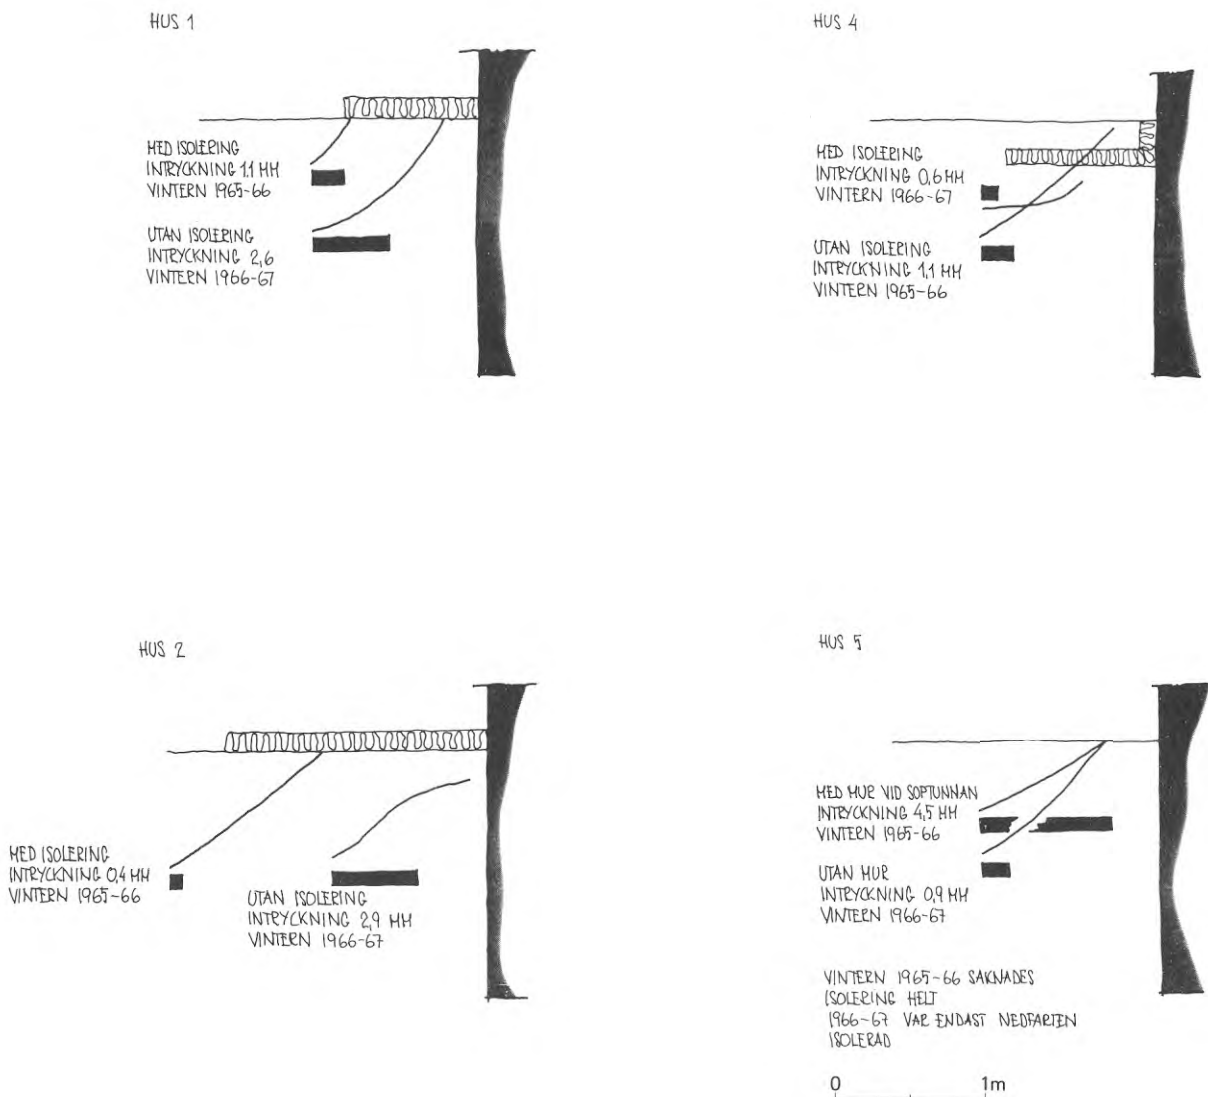 HUS 1
MED ISOLERING
INTRYCKNING 1.1 MM
VINTERN 1965-66
UTAN ISOLERING
INTRYCKNING 2,6
VINTERN 1966-67
HUS 4
MED ISOLERING
INTRYCKNING 0,6 MM
VINTERN 1966-67
UTAN ISOLERING
INTRYCKNING 1,1 MM
VINTERN 1965-66
HUS 2
MED ISOLERING
INTRYCKNING 0,4 MM
VINTERN 1965-66
UTAN ISOLERING
INTRYCKNING 2,9 MM
VINTERN 1966-67
HUS 5
MED MUR VID SOPTUNNAN
INTRYCKNING 4,5 MM
VINTERN 1965-66
UTAN MUR
INTRYCKNING 0,9 MM
VINTERN 1966-67
VINTERN 1965-66 SAKNADES
ISOLERING HELT
1966-67 VAR ENDAST NEDFARTEN
ISOLERAD
0 1m